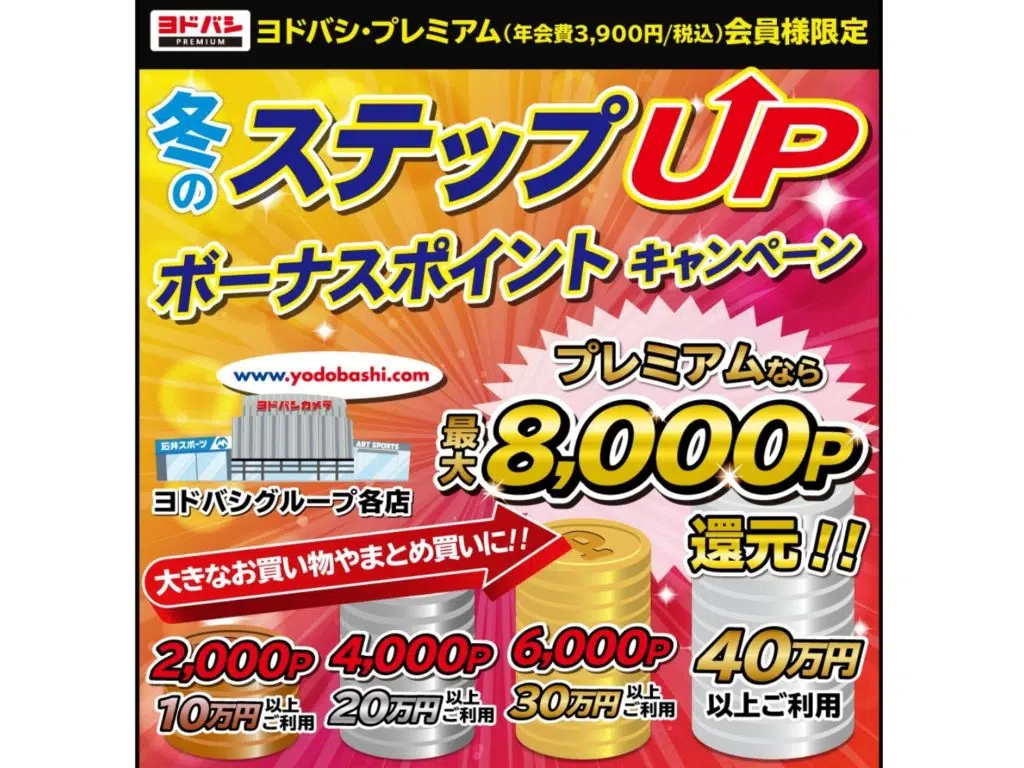 ヨドバシ
PREMIUM
ヨドバシ・プレミアム(年会費3,900円/税込)会員様限定
冬の
ステップUP
ボーナスポイント キャンペーン
www.yodobashi.com
ヨドバシカメラ
石井スポーツ
ART SPORTS
ヨドバシグループ各店
プレミアムなら
最大
8,000P
還元!!
大きなお買い物やまとめ買いに!!
2,000P
10万円以上ご利用
4,000P
20万円以上ご利用
6,000P
30万円以上ご利用
40万円
以上ご利用